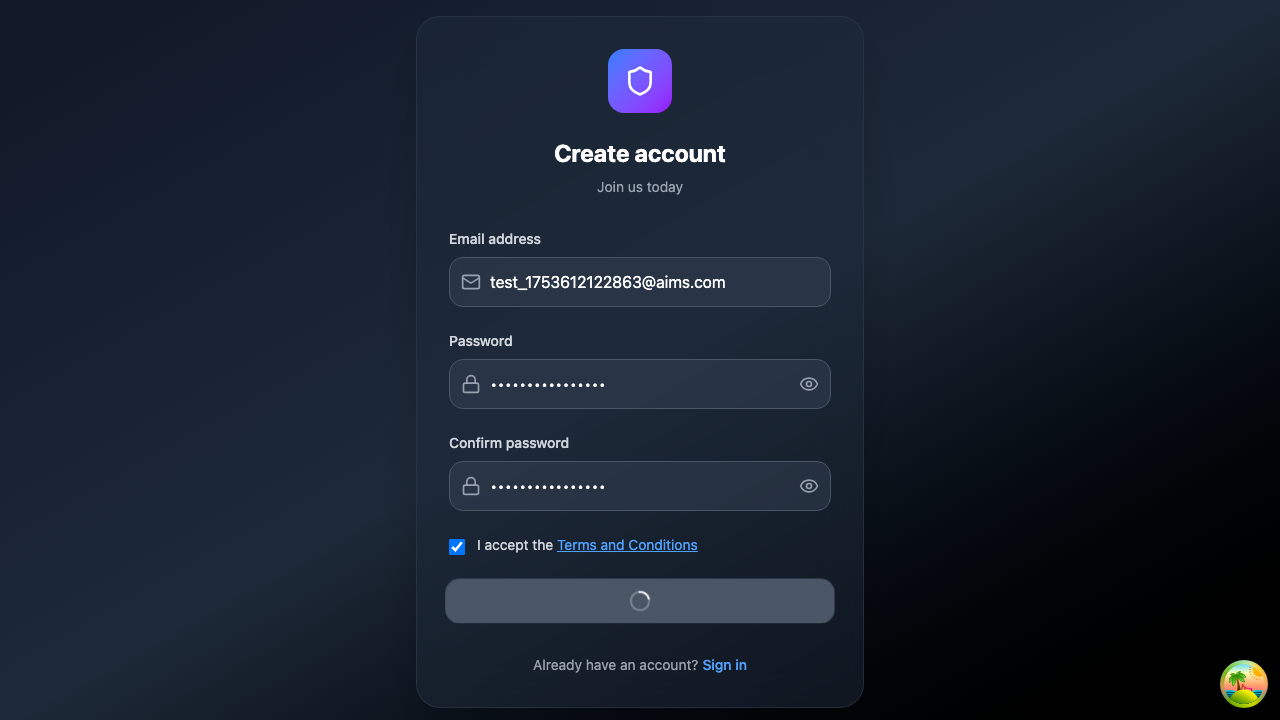 Create account
Join us today
Email address
test_1753612122863@aims.com
Password
••••••••••••••••
Confirm password
••••••••••••••••
I accept the Terms and Conditions
Already have an account? Sign in